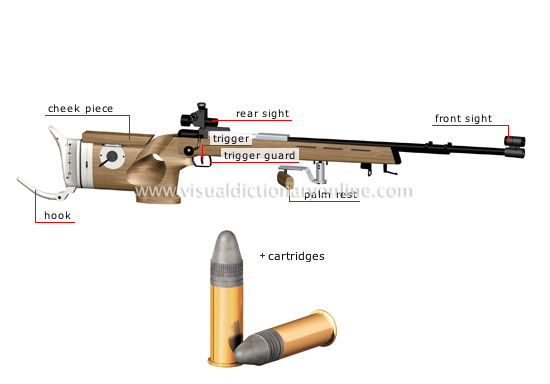 cheek piece
rear sight
front sight
trigger
trigger guard
www.visualdictionaryonline.com
palm rest
hook
+ cartridges